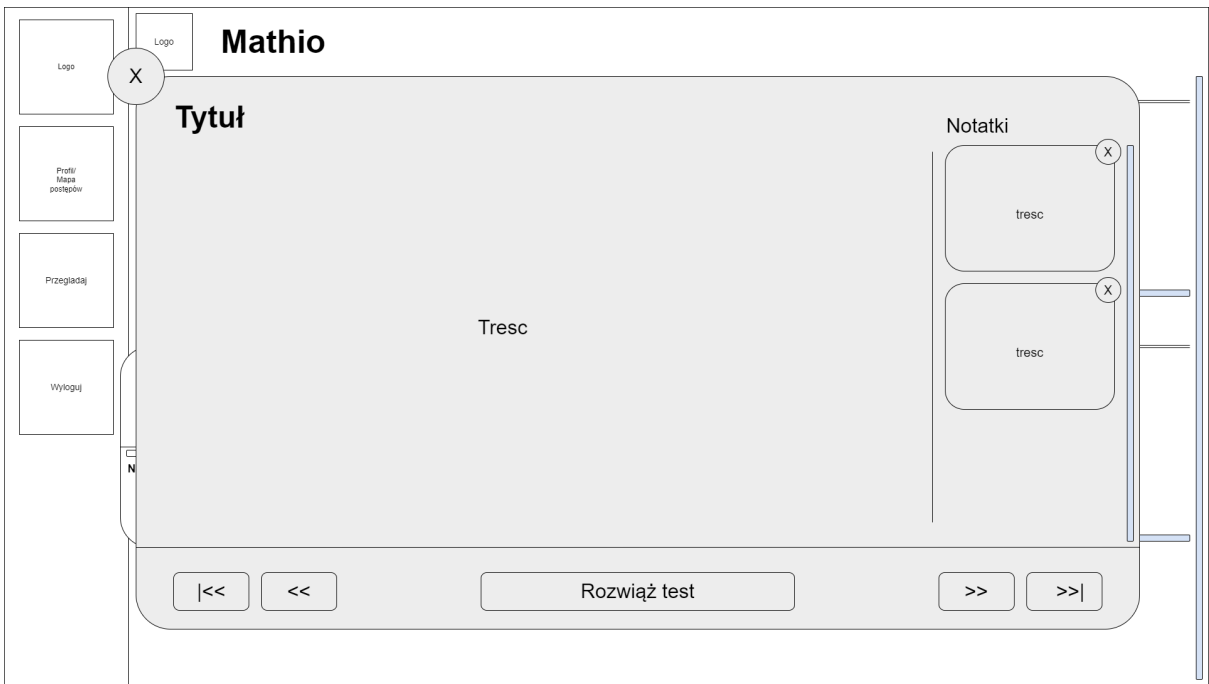 Logo
Profil/
Mapa
postępów
Przegladaj
Wyloguj
Logo
Mathio
X
Tytuł
Tresc
Notatki
X
tresc
X
tresc
N
|<<
<<
Rozwiąż test
>>
>>|